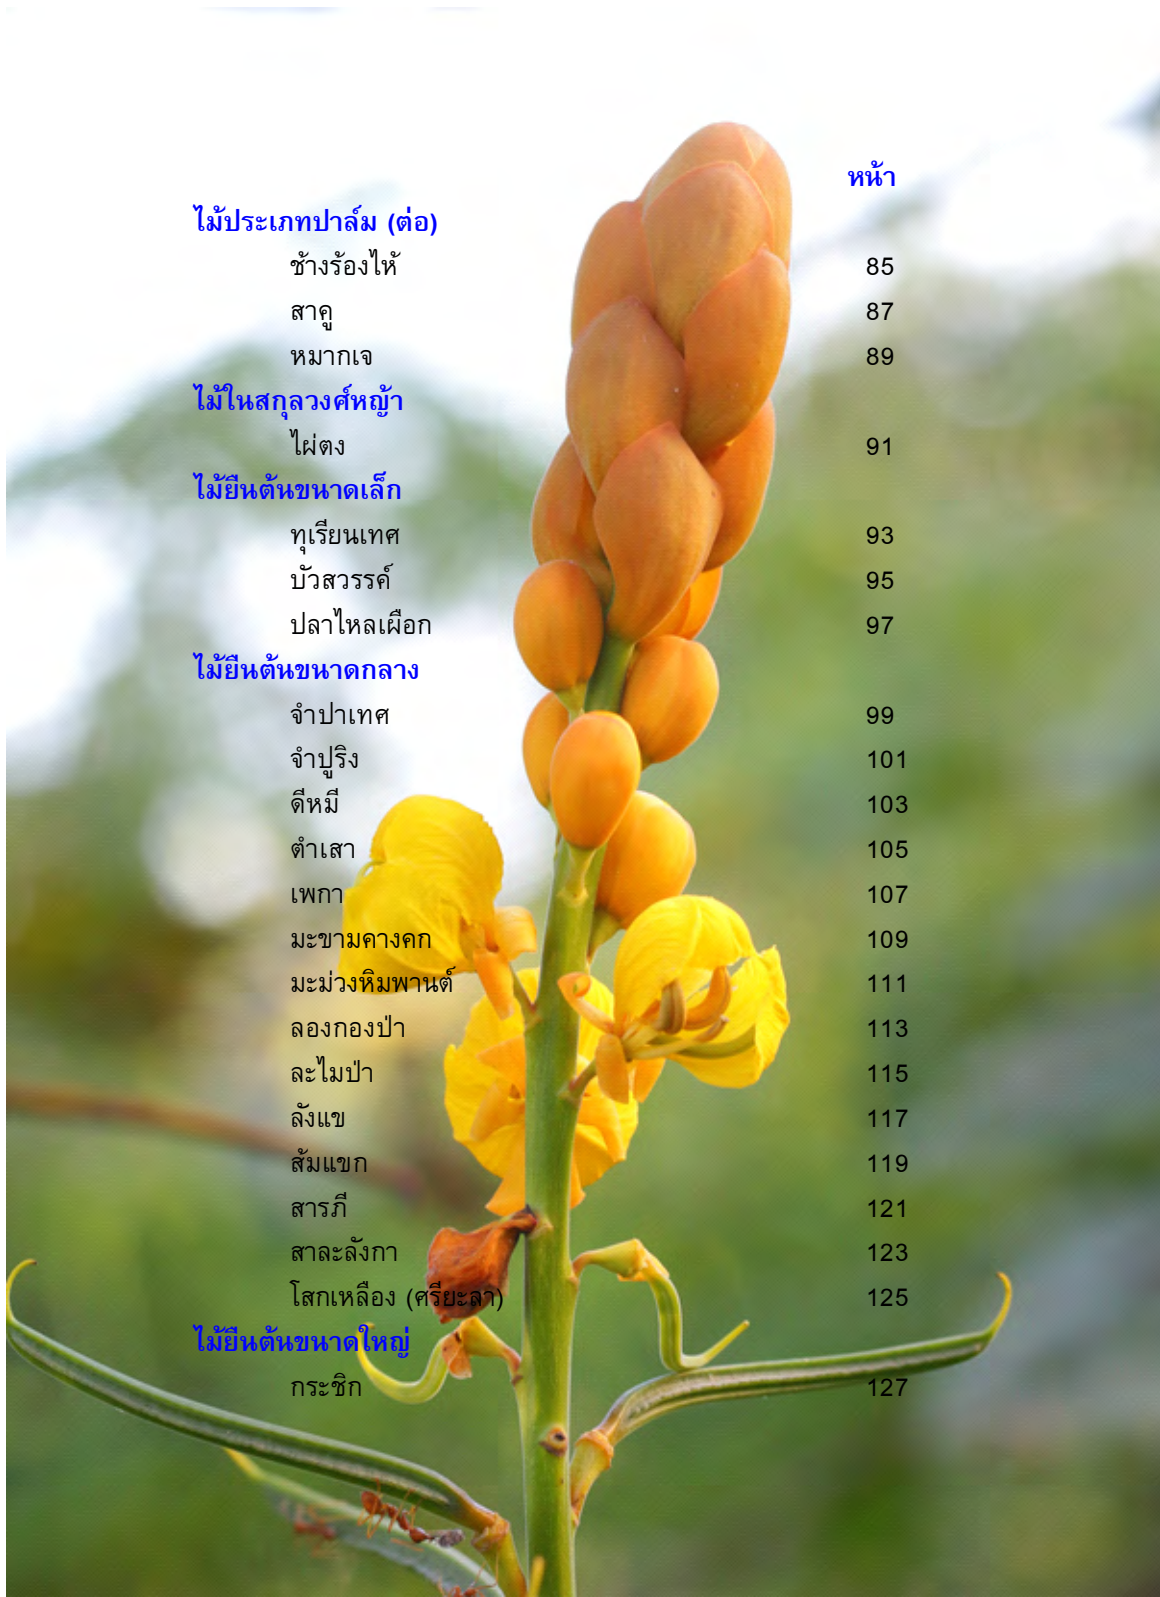 หน้า
ไม้ประเภทปาล์ม (ต่อ)
ช้างร้องไห้ 85
สาคู 87
หมากเจ 89
ไม้ในสกุลวงศ์หญ้า
ไผ่ตง 91
ไม้ยืนต้นขนาดเล็ก
ทุเรียนเทศ 93
บัวสวรรค์ 95
ปลาไหลเผือก 97
ไม้ยืนต้นขนาดกลาง
จำปาเทศ 99
จำปูริง 101
ดีหมี 103
ตำเสา 105
เพกา 107
มะขามคางคก 109
มะม่วงหิมพานต์ 111
ลองกองป่า 113
ละไมป่า 115
ลังแข 117
ส้มแขก 119
สารภี 121
สาละลังกา 123
โสกเหลือง (ศรียะลา) 125
ไม้ยืนต้นขนาดใหญ่
กระชิก 127